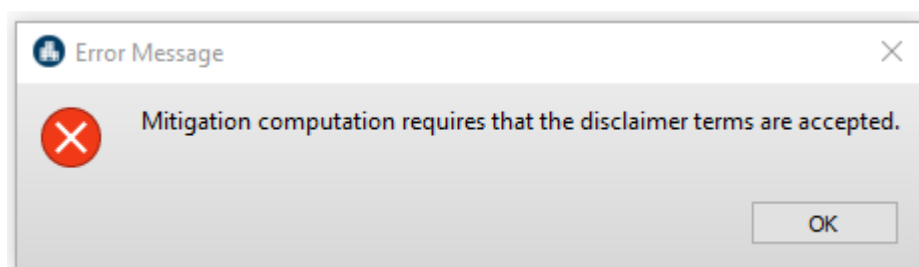 Error Message
Mitigation computation requires that the disclaimer terms are accepted.
OK